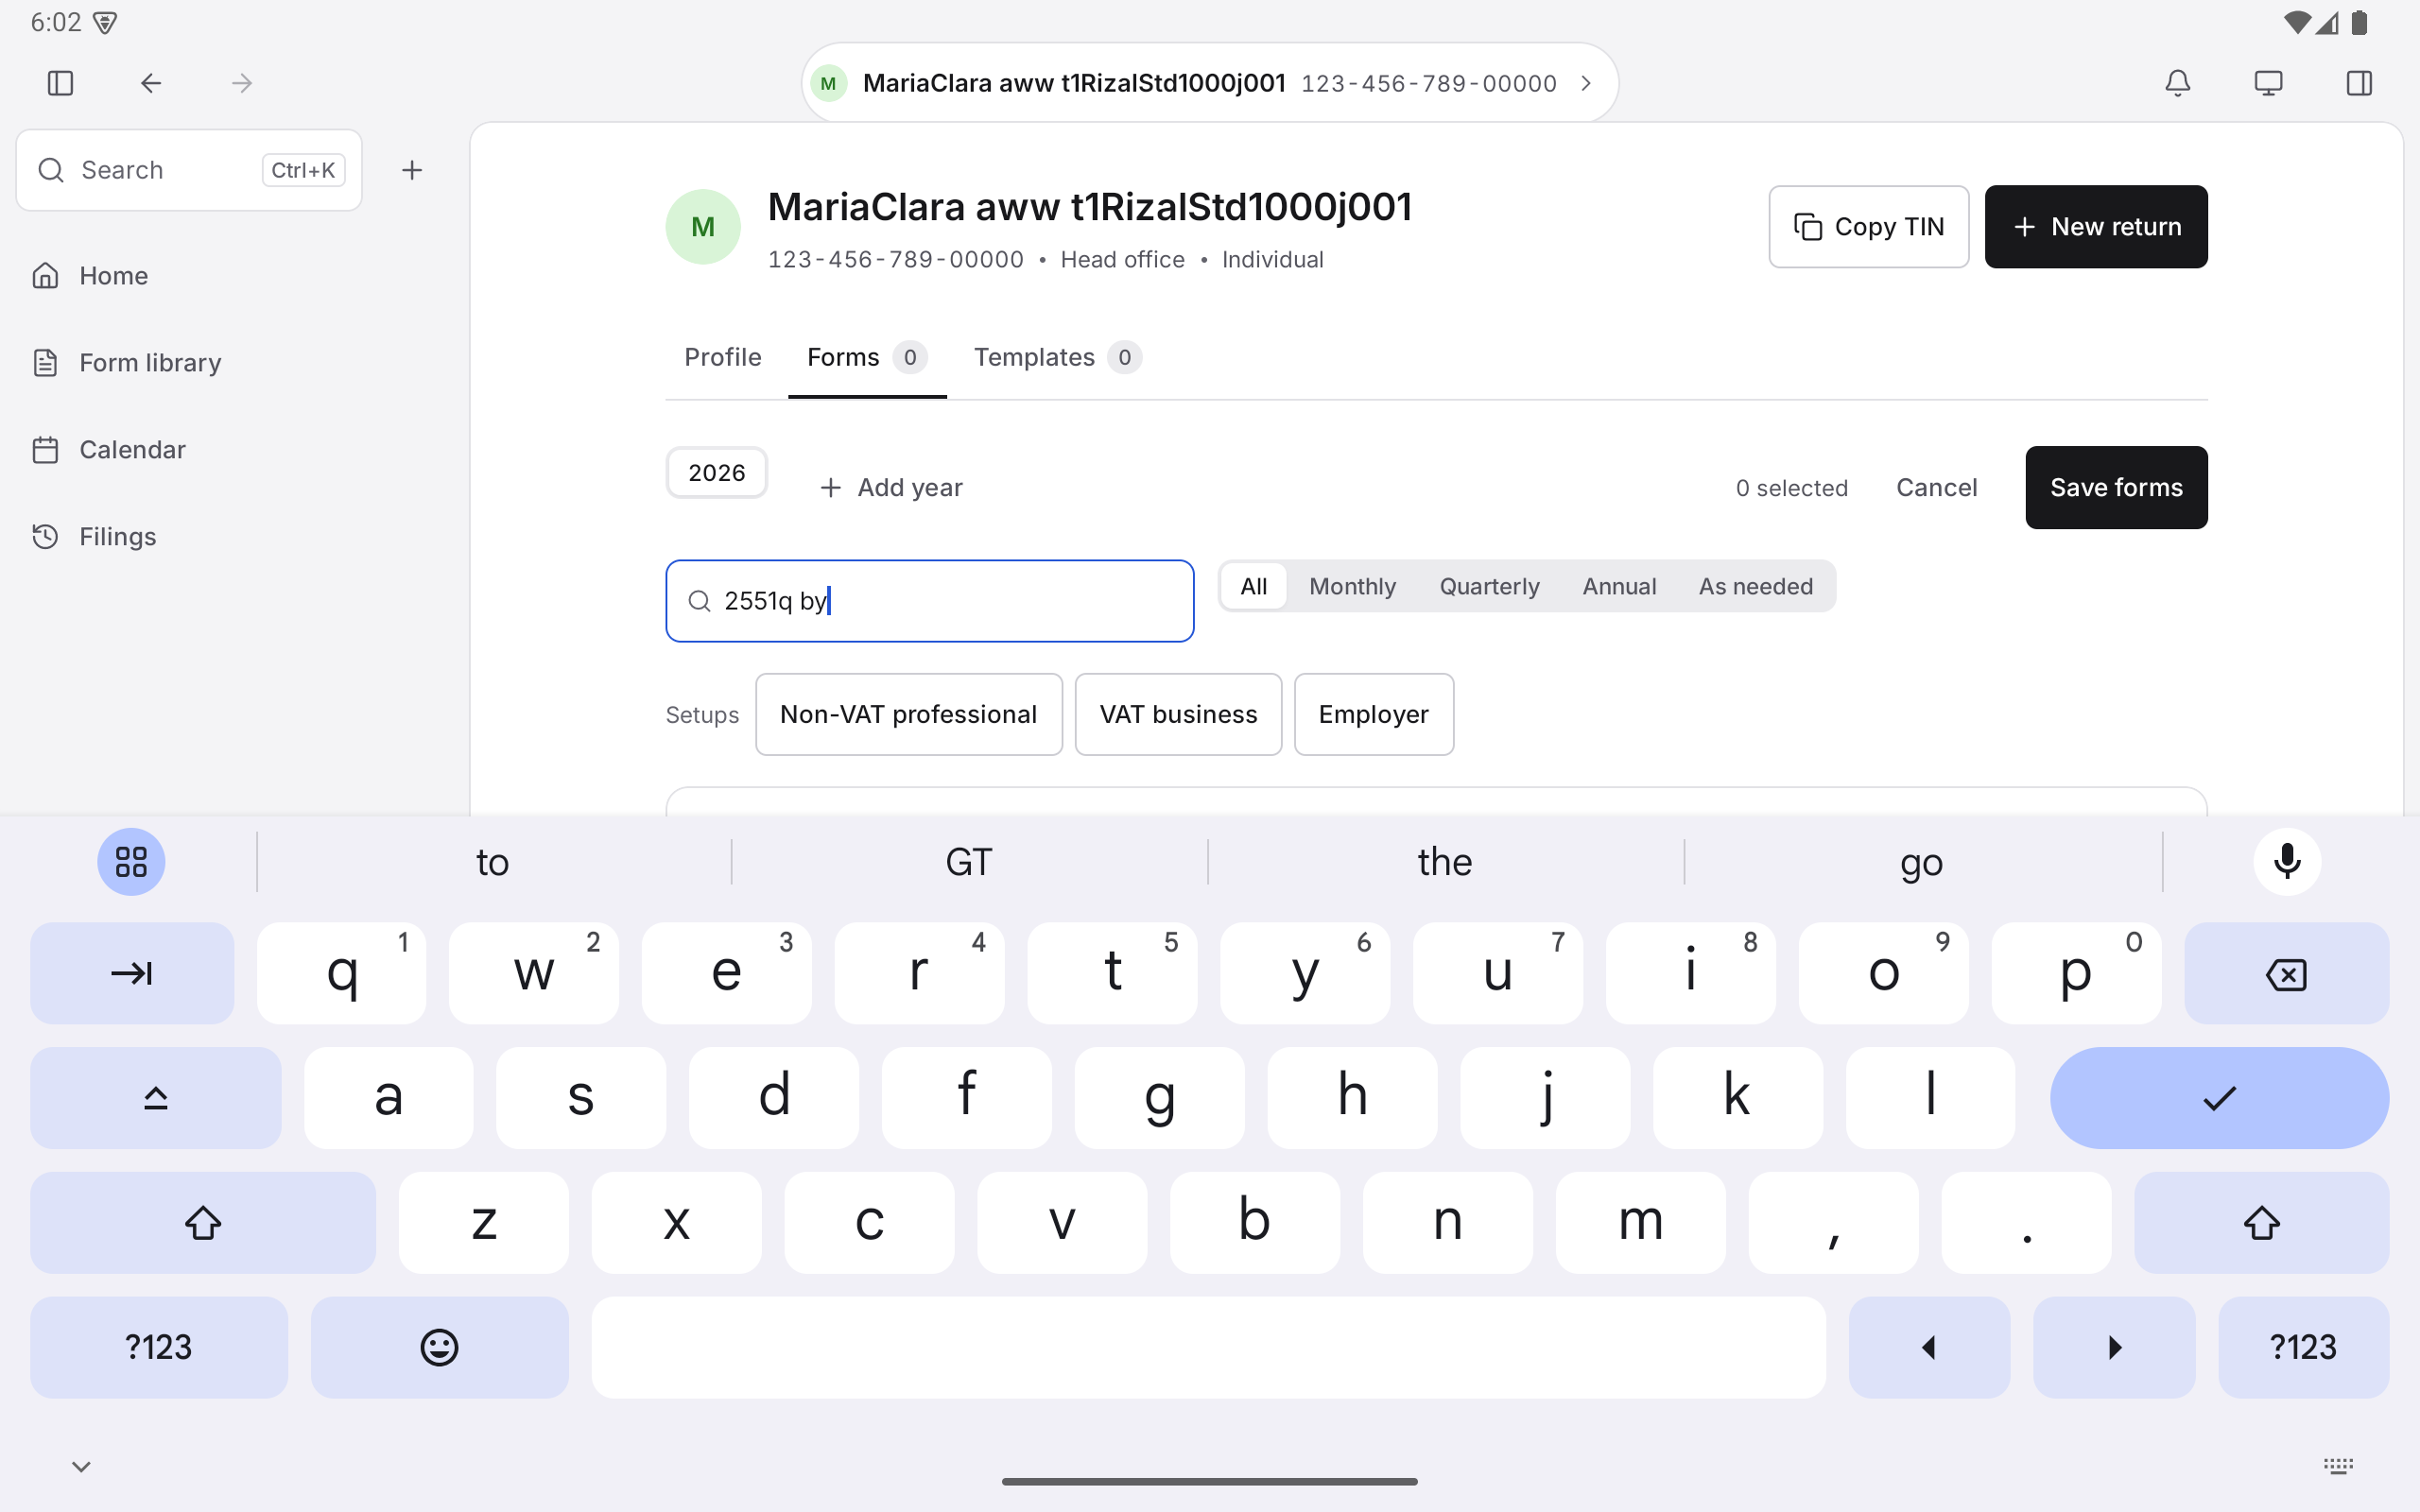 6:02
M MariaClara aww t1RizalStd1000j001 123-456-789-00000
Search Ctrl+K
Home
Form library
Calendar
Filings
M
MariaClara aww t1RizalStd1000j001
123-456-789-00000 • Head office • Individual
Copy TIN
New return
Profile Forms 0 Templates 0
2026 Add year 0 selected Cancel Save forms
2551q by
All Monthly Quarterly Annual As needed
Setups Non-VAT professional VAT business Employer
to GT the go
q 1 w 2 e 3 r 4 t 5 y 6 u 7 i 8 o 9 p 0
a s d f g h j k l
z x c v b n m , .
?123 ?123